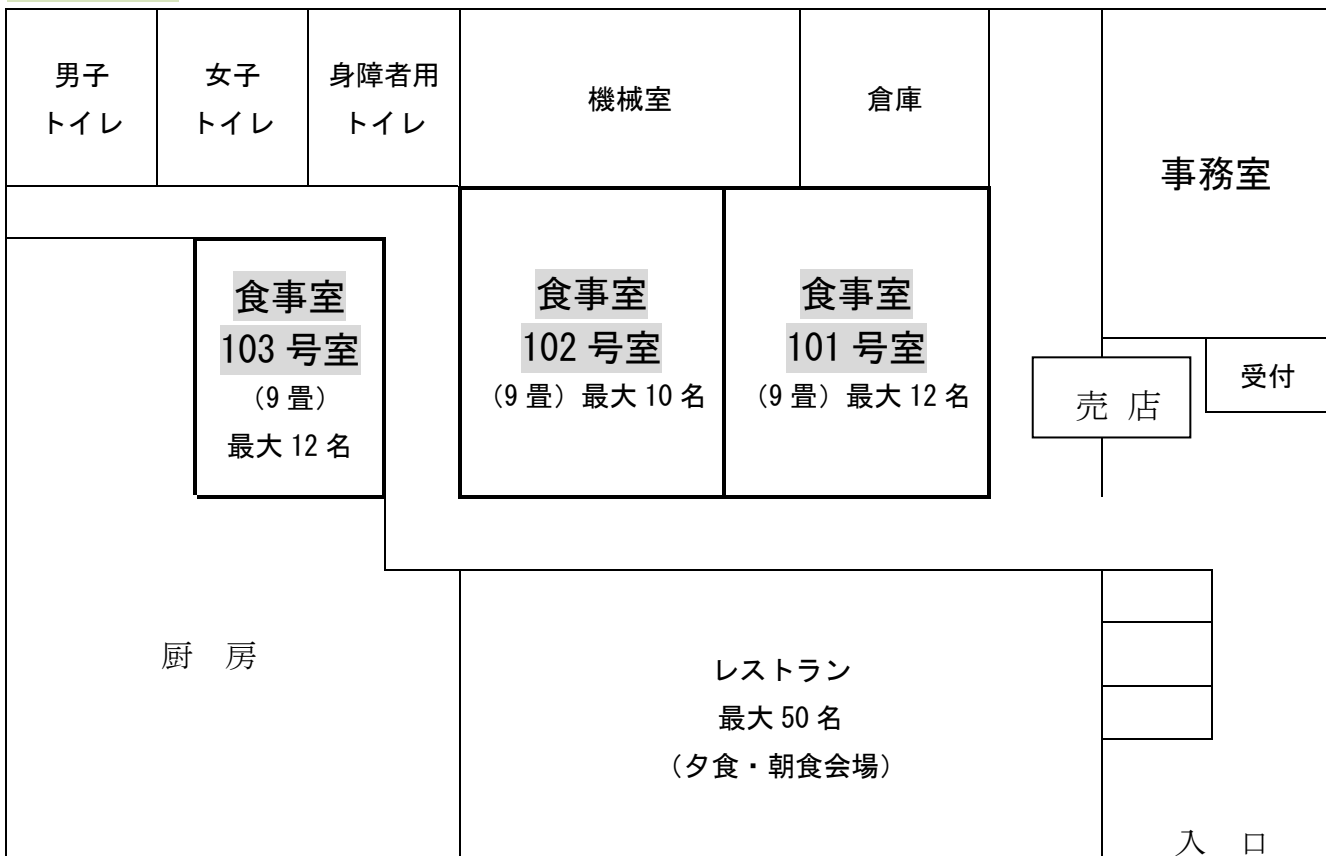 男子
トイレ
女子
トイレ
身障者用
トイレ
機械室
倉庫
事務室
食事室
103号室
（9畳）
最大12名
食事室
102号室
（9畳）最大10名
食事室
101号室
（9畳）最大12名
売 店
受付
厨 房
レストラン
最大50名
（夕食・朝食会場）
入 口